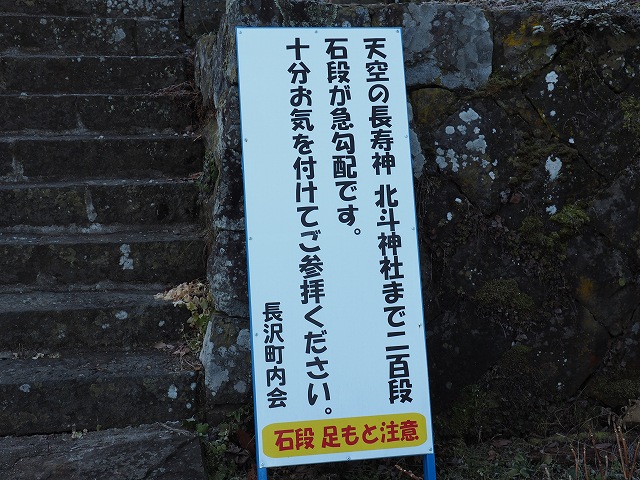 天空の長寿神 北斗神社まで二百段
石段が急勾配です。
十分お気を付けてご参拝ください。
長沢町内会
石段 足もと注意